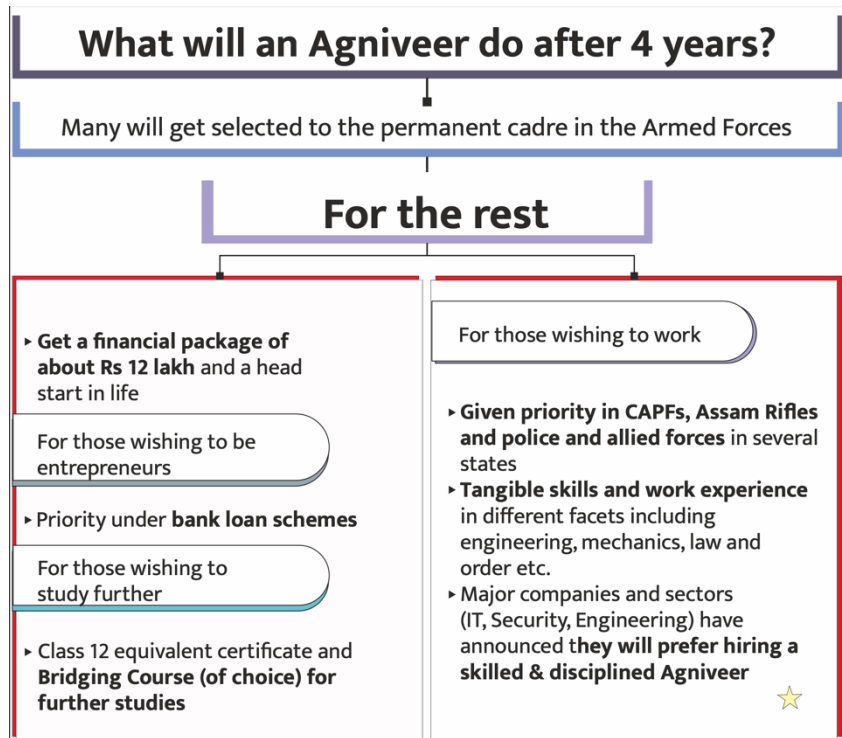 What will an Agniveer do after 4 years?
Many will get selected to the permanent cadre in the Armed Forces
For the rest
▸ Get a financial package of
about Rs 12 lakh and a head
start in life
For those wishing to be
entrepreneurs
▸ Priority under bank loan schemes
For those wishing to
study further
▸ Class 12 equivalent certificate and
Bridging Course (of choice) for
further studies
For those wishing to work
▸ Given priority in CAPFs, Assam Rifles
and police and allied forces in several
states
▸ Tangible skills and work experience
in different facets including
engineering, mechanics, law and
order etc.
▸ Major companies and sectors
(IT, Security, Engineering) have
announced they will prefer hiring a
skilled & disciplined Agniveer